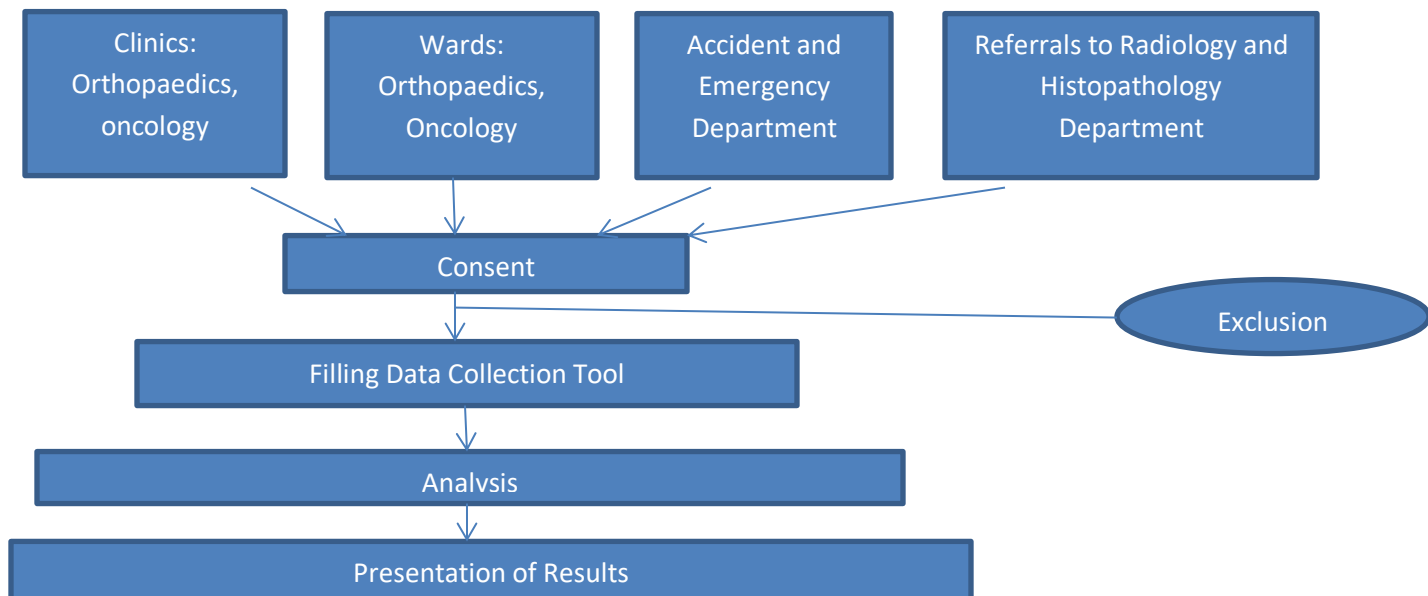 Clinics:
Orthopaedics,
oncology
Wards:
Orthopaedics,
Oncology
Accident and
Emergency
Department
Referrals to Radiology and
Histopathology
Department
Consent
Exclusion
Filling Data Collection Tool
Analysis
Presentation of Results